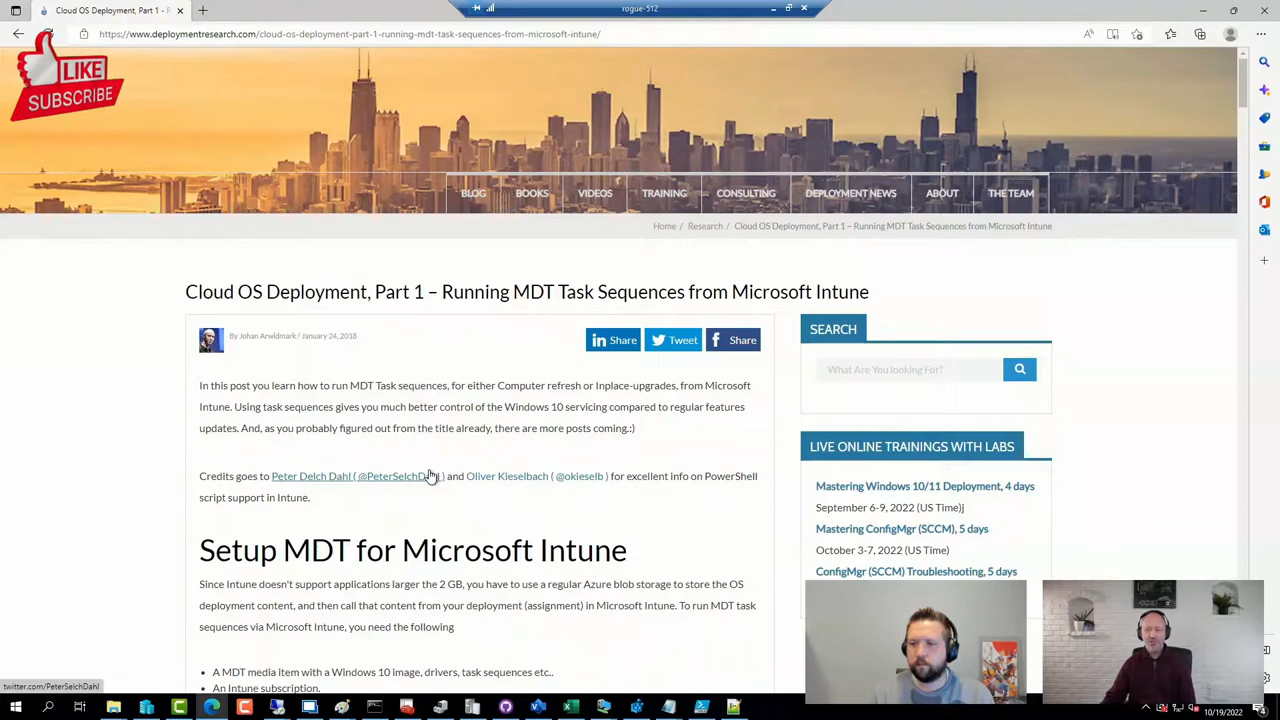 Cloud OS Deployment, Part 1 - R
rogue-512
https://www.deploymentresearch.com/cloud-os-deployment-part-1-running-mdt-task-sequences-from-microsoft-intune/
LIKE
SUBSCRIBE
BLOG BOOKS VIDEOS TRAINING CONSULTING DEPLOYMENT NEWS ABOUT THE TEAM
Home / Research / Cloud OS Deployment, Part 1 – Running MDT Task Sequences from Microsoft Intune
Cloud OS Deployment, Part 1 – Running MDT Task Sequences from Microsoft Intune
By Johan Arwidmark / January 24, 2018
Share Tweet Share
In this post you learn how to run MDT Task sequences, for either Computer refresh or Inplace-upgrades, from Microsoft
Intune. Using task sequences gives you much better control of the Windows 10 servicing compared to regular features
updates. And, as you probably figured out from the title already, there are more posts coming.:)
Credits goes to Peter Delch Dahl ( @PeterSelchDahl ) and Oliver Kieselbach ( @okieselb ) for excellent info on PowerShell
script support in Intune.
Setup MDT for Microsoft Intune
Since Intune doesn't support applications larger the 2 GB, you have to use a regular Azure blob storage to store the OS
deployment content, and then call that content from your deployment (assignment) in Microsoft Intune. To run MDT task
sequences via Microsoft Intune, you need the following
• A MDT media item with a Windows 10 image, drivers, task sequences etc..
• An Intune subscription.
SEARCH
What Are You looking For?
LIVE ONLINE TRAININGS WITH LABS
Mastering Windows 10/11 Deployment, 4 days
September 6-9, 2022 (US Time)j
Mastering ConfigMgr (SCCM), 5 days
October 3-7, 2022 (US Time)
ConfigMgr (SCCM) Troubleshooting, 5 days
twitter.com/PeterSelchDahl
10/19/2022